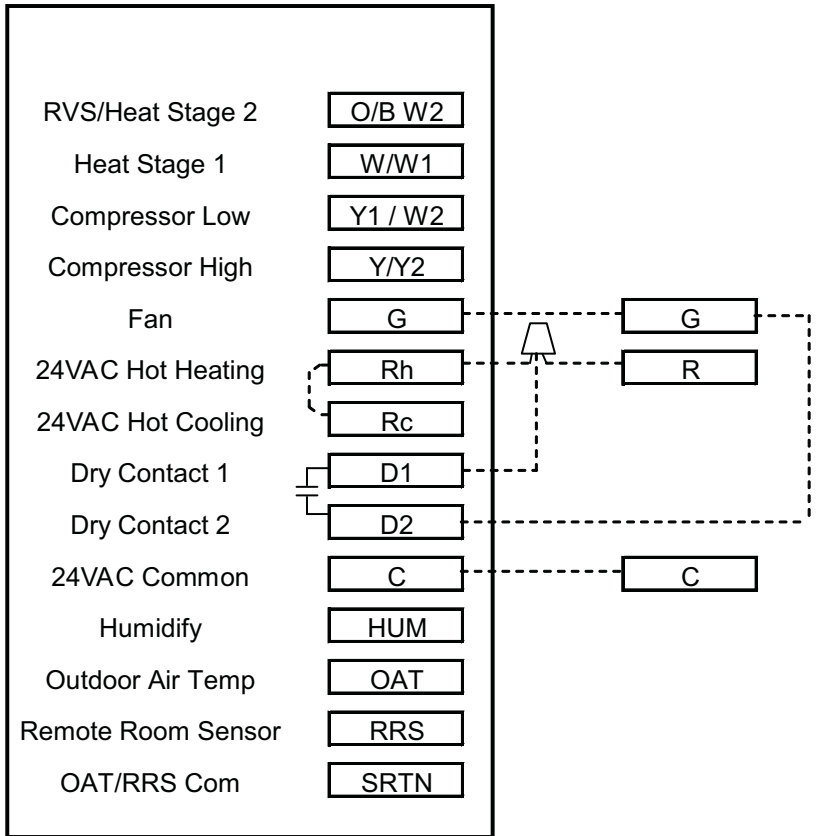 RVS/Heat Stage 2 O/B W2
Heat Stage 1 W/W1
Compressor Low Y1 / W2
Compressor High Y/Y2
Fan G G
24VAC Hot Heating Rh R
24VAC Hot Cooling Rc
Dry Contact 1 D1
Dry Contact 2 D2
24VAC Common C C
Humidify HUM
Outdoor Air Temp OAT
Remote Room Sensor RRS
OAT/RRS Com SRTN